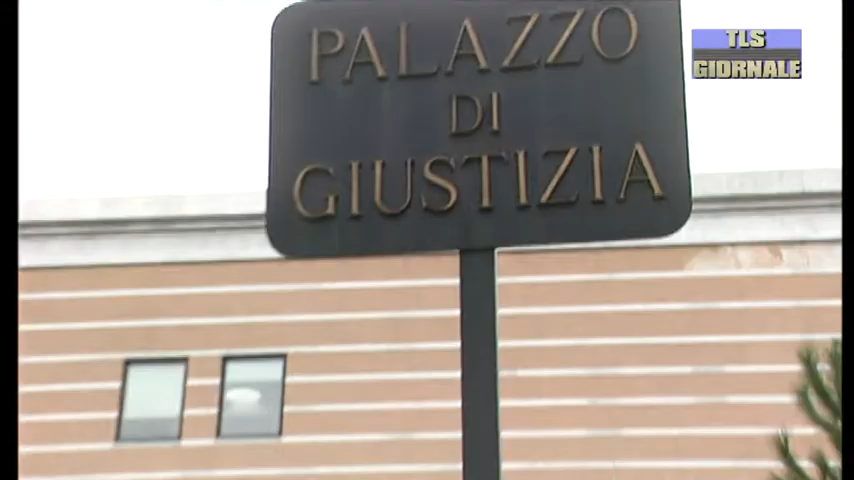 PALAZZO
DI
GIUSTIZIA
TLS
GIORNALE